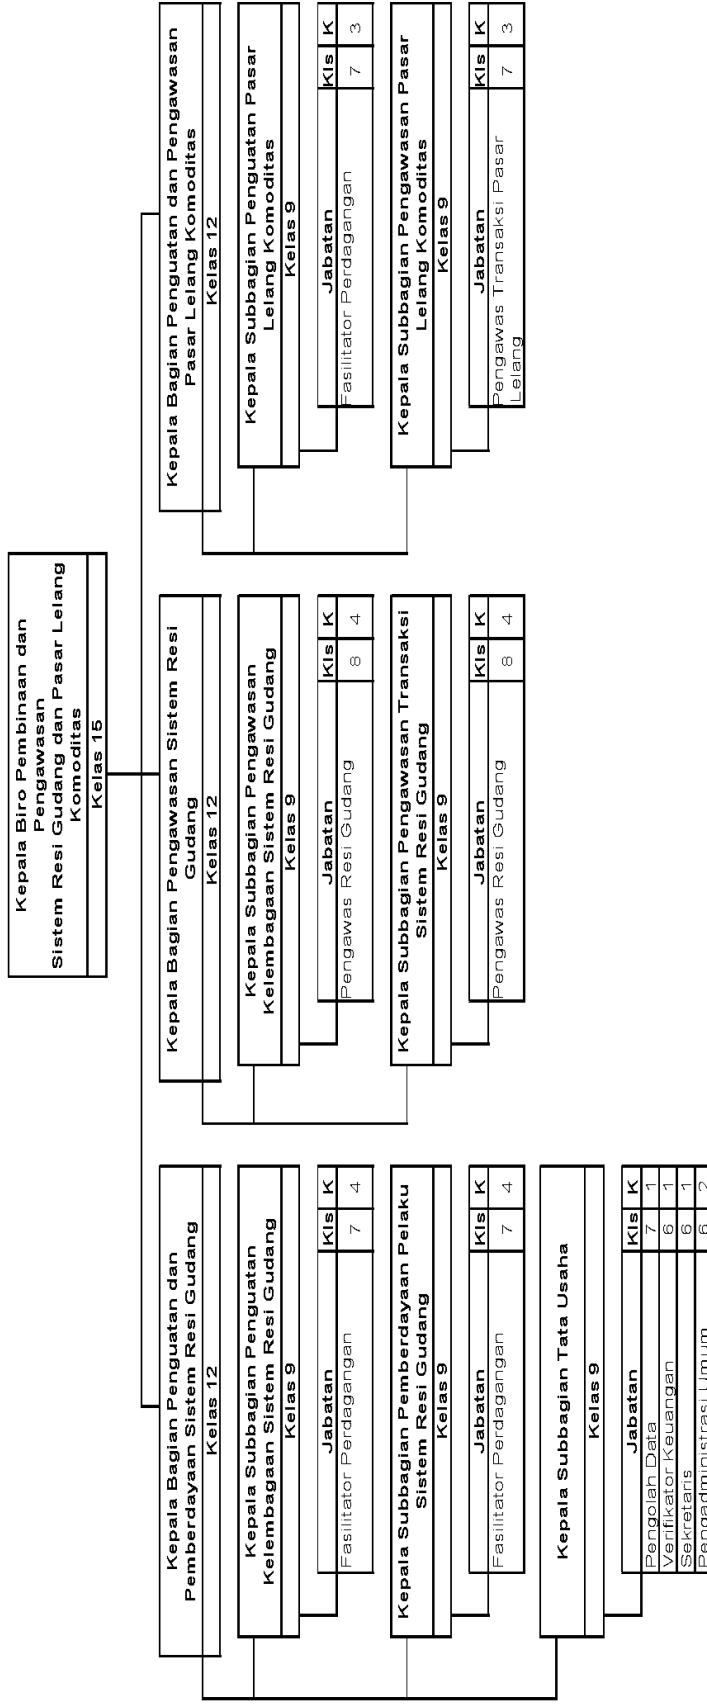 Kepala Biro Pembinaan dan
Pengawasan
Sistem Resi Gudang dan Pasar Lelang
Komoditas
Kelas 15
Kepala Bagian Penguatan dan
Pemberdayaan Sistem Resi Gudang
Kelas 12
Kepala Subbagian Penguatan
Kelembagaan Sistem Resi Gudang
Kelas 9
Jabatan Kls K
Fasilitator Perdagangan 7 4
Kepala Subbagian Pemberdayaan Pelaku
Sistem Resi Gudang
Kelas 9
Jabatan Kls K
Fasilitator Perdagangan 7 4
Kepala Subbagian Tata Usaha
Kelas 9
Jabatan Kls K
Pengolah Data 7 1
Verifikator Keuangan 6 1
Sekretaris 6 1
Pengadministrasi Umum 6 2
Kepala Bagian Pengawasan Sistem Resi
Gudang
Kelas 12
Kepala Subbagian Pengawasan
Kelembagaan Sistem Resi Gudang
Kelas 9
Jabatan Kls K
Pengawas Resi Gudang 8 4
Kepala Subbagian Pengawasan Transaksi
Sistem Resi Gudang
Kelas 9
Jabatan Kls K
Pengawas Resi Gudang 8 4
Kepala Bagian Penguatan dan Pengawasan
Pasar Lelang Komoditas
Kelas 12
Kepala Subbagian Penguatan Pasar
Lelang Komoditas
Kelas 9
Jabatan Kls K
Fasilitator Perdagangan 7 3
Kepala Subbagian Pengawasan Pasar
Lelang Komoditas
Kelas 9
Jabatan Kls K
Pengawas Transaksi Pasar 7 3
Lelang